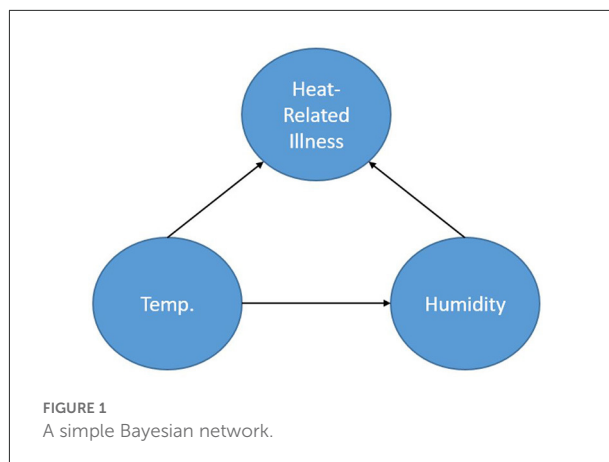 Heat-
Related
Illness
Temp.
Humidity
FIGURE 1
A simple Bayesian network.